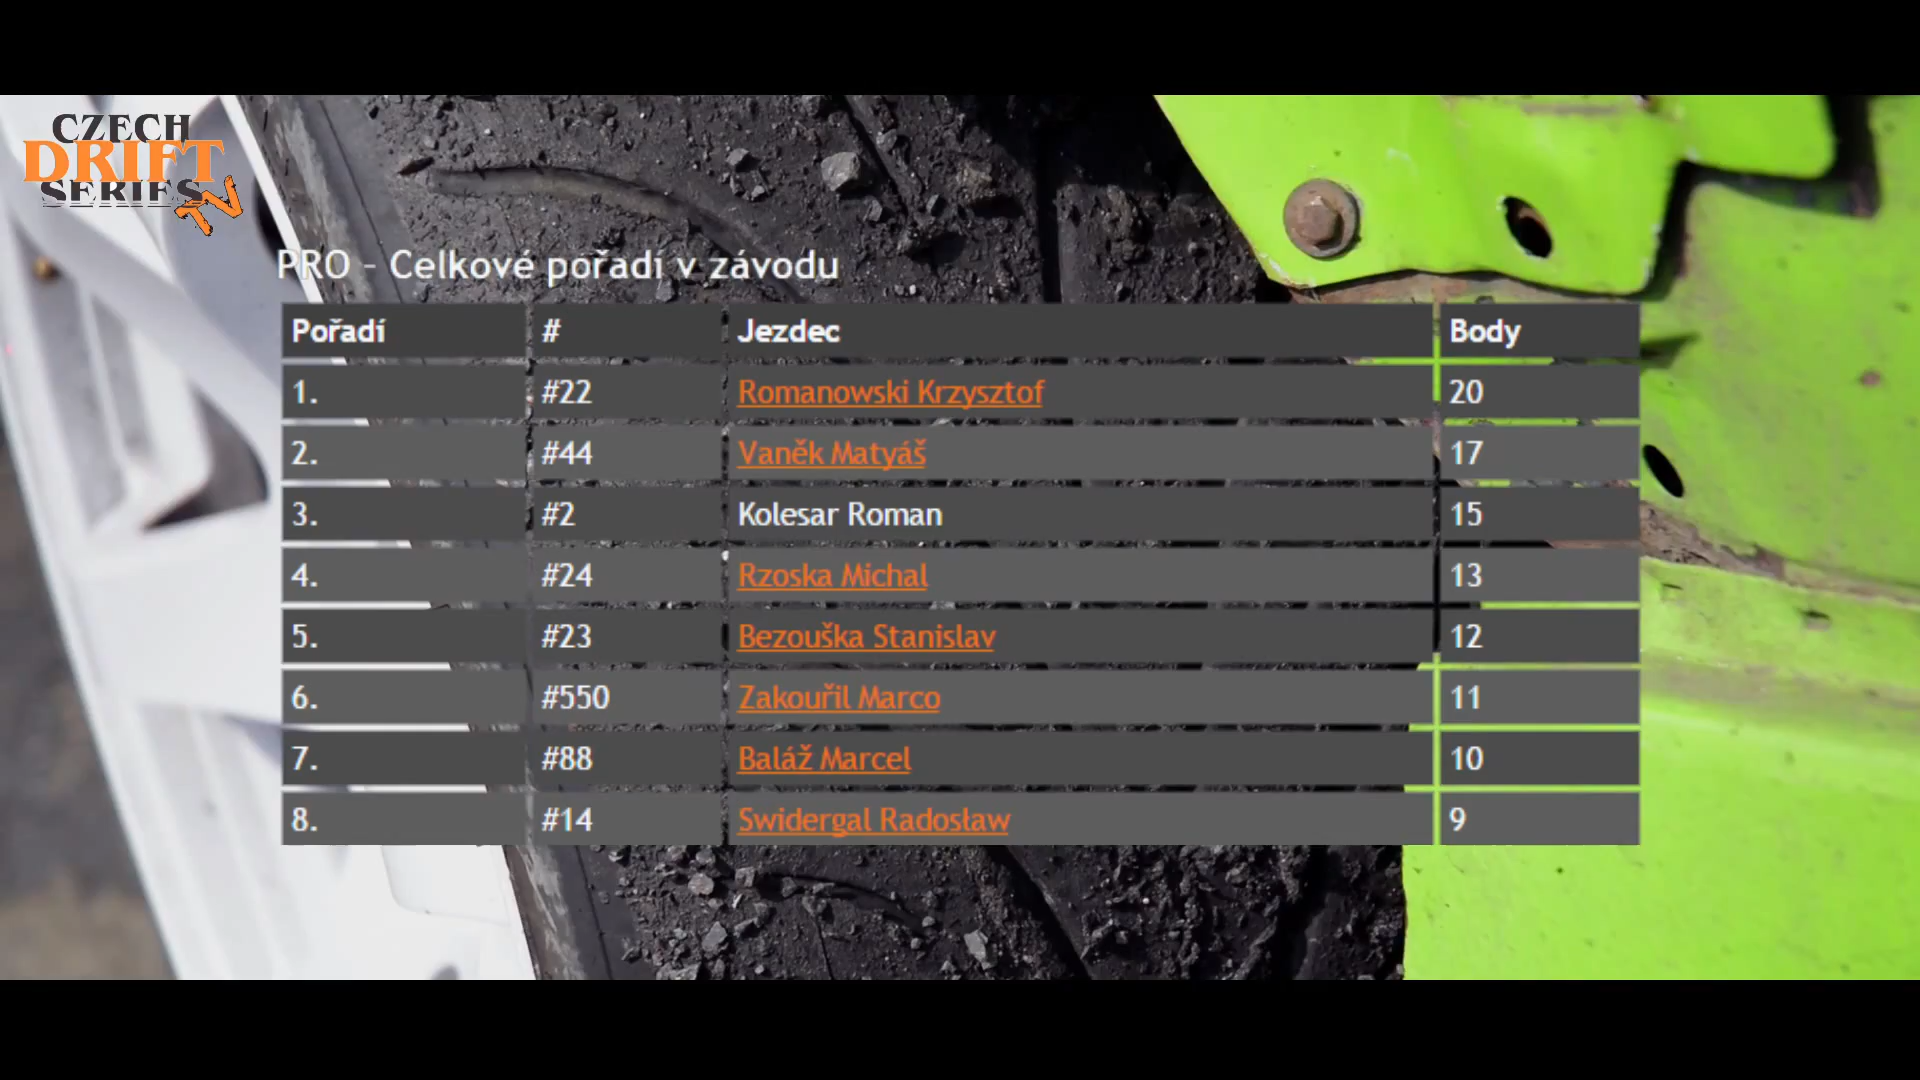 CZECH
DRIFT
SERIES
TV
PRO - Celkové pořadí v závodu
Pořadí # Jezdec Body
1. #22 Romanowski Krzysztof 20
2. #44 Vaněk Matyáš 17
3. #2 Kolesar Roman 15
4. #24 Rzoska Michal 13
5. #23 Bezouška Stanislav 12
6. #550 Zakouřil Marco 11
7. #88 Baláž Marcel 10
8. #14 Swidergal Radosław 9